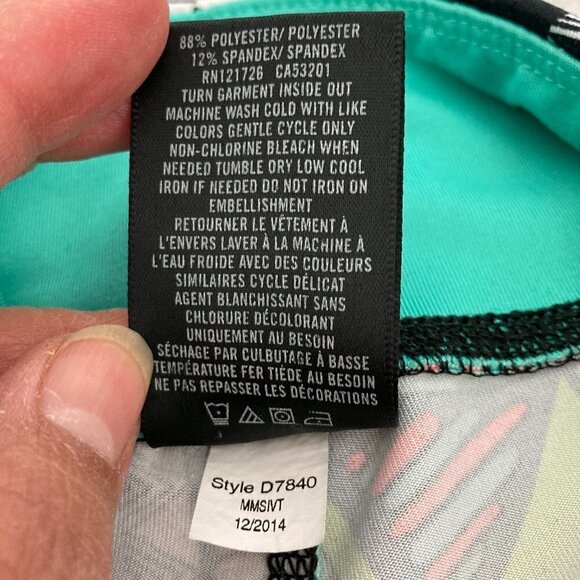 88% POLYESTER/ POLYESTER
12% SPANDEX/ SPANDEX
RN121726 CA53201
TURN GARMENT INSIDE OUT
MACHINE WASH COLD WITH LIKE
COLORS GENTLE CYCLE ONLY
NON-CHLORINE BLEACH WHEN
NEEDED TUMBLE DRY LOW COOL
IRON IF NEEDED DO NOT IRON ON
EMBELLISHMENT
RETOURNER LE VÊTEMENT À
L'ENVERS LAVER À LA MACHINE À
L'EAU FROIDE AVEC DES COULEURS
SIMILAIRES CYCLE DÉLICAT
AGENT BLANCHISSANT SANS
CHLORURE DÉCOLORANT
UNIQUEMENT AU BESOIN
SÉCHAGE PAR CULBUTAGE À BASSE
TEMPÉRATURE FER TIÈDE AU BESOIN
NE PAS REPASSER LES DÉCORATIONS
Style D7840
MMSIVT
12/2014